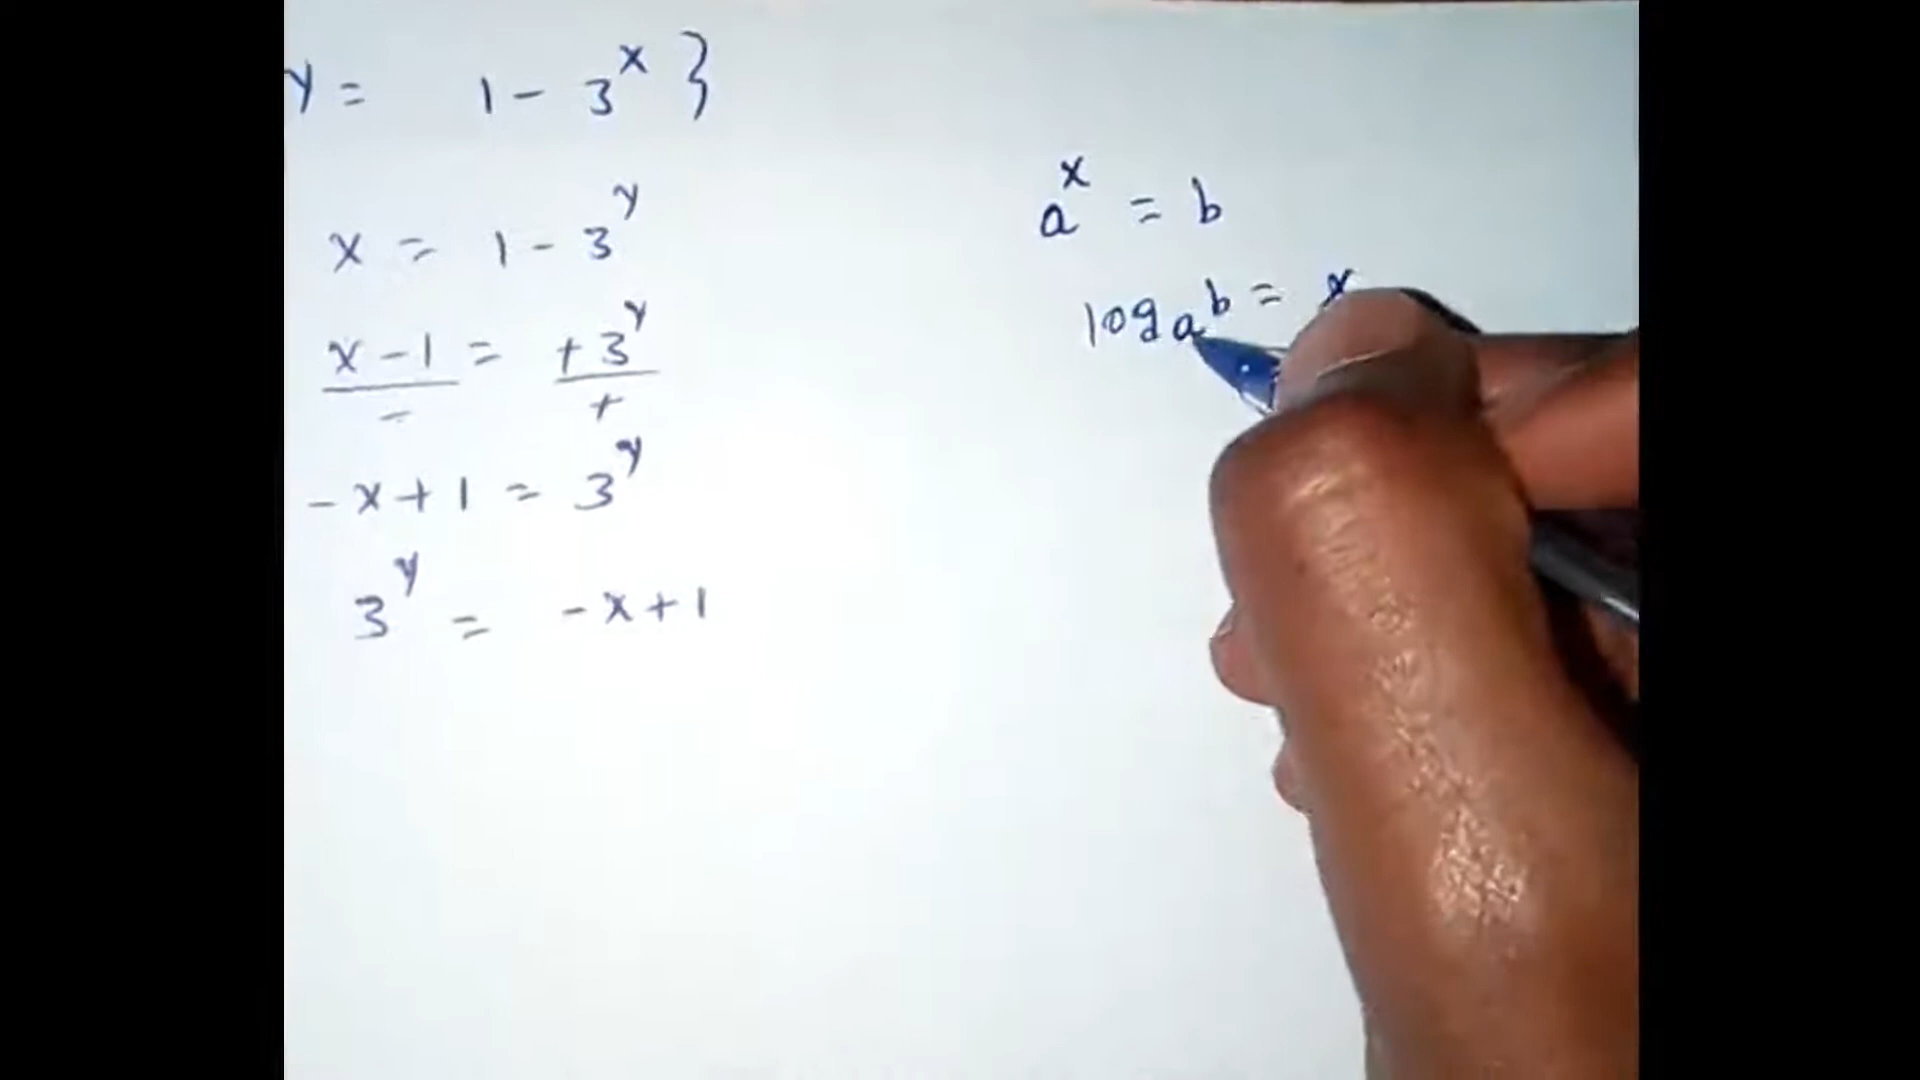 y = 1 - 3^x }
x = 1 - 3^y
x - 1 = + 3^y
- +
- x + 1 = 3^y
3^y = - x + 1
a^x = b
log_a b = x